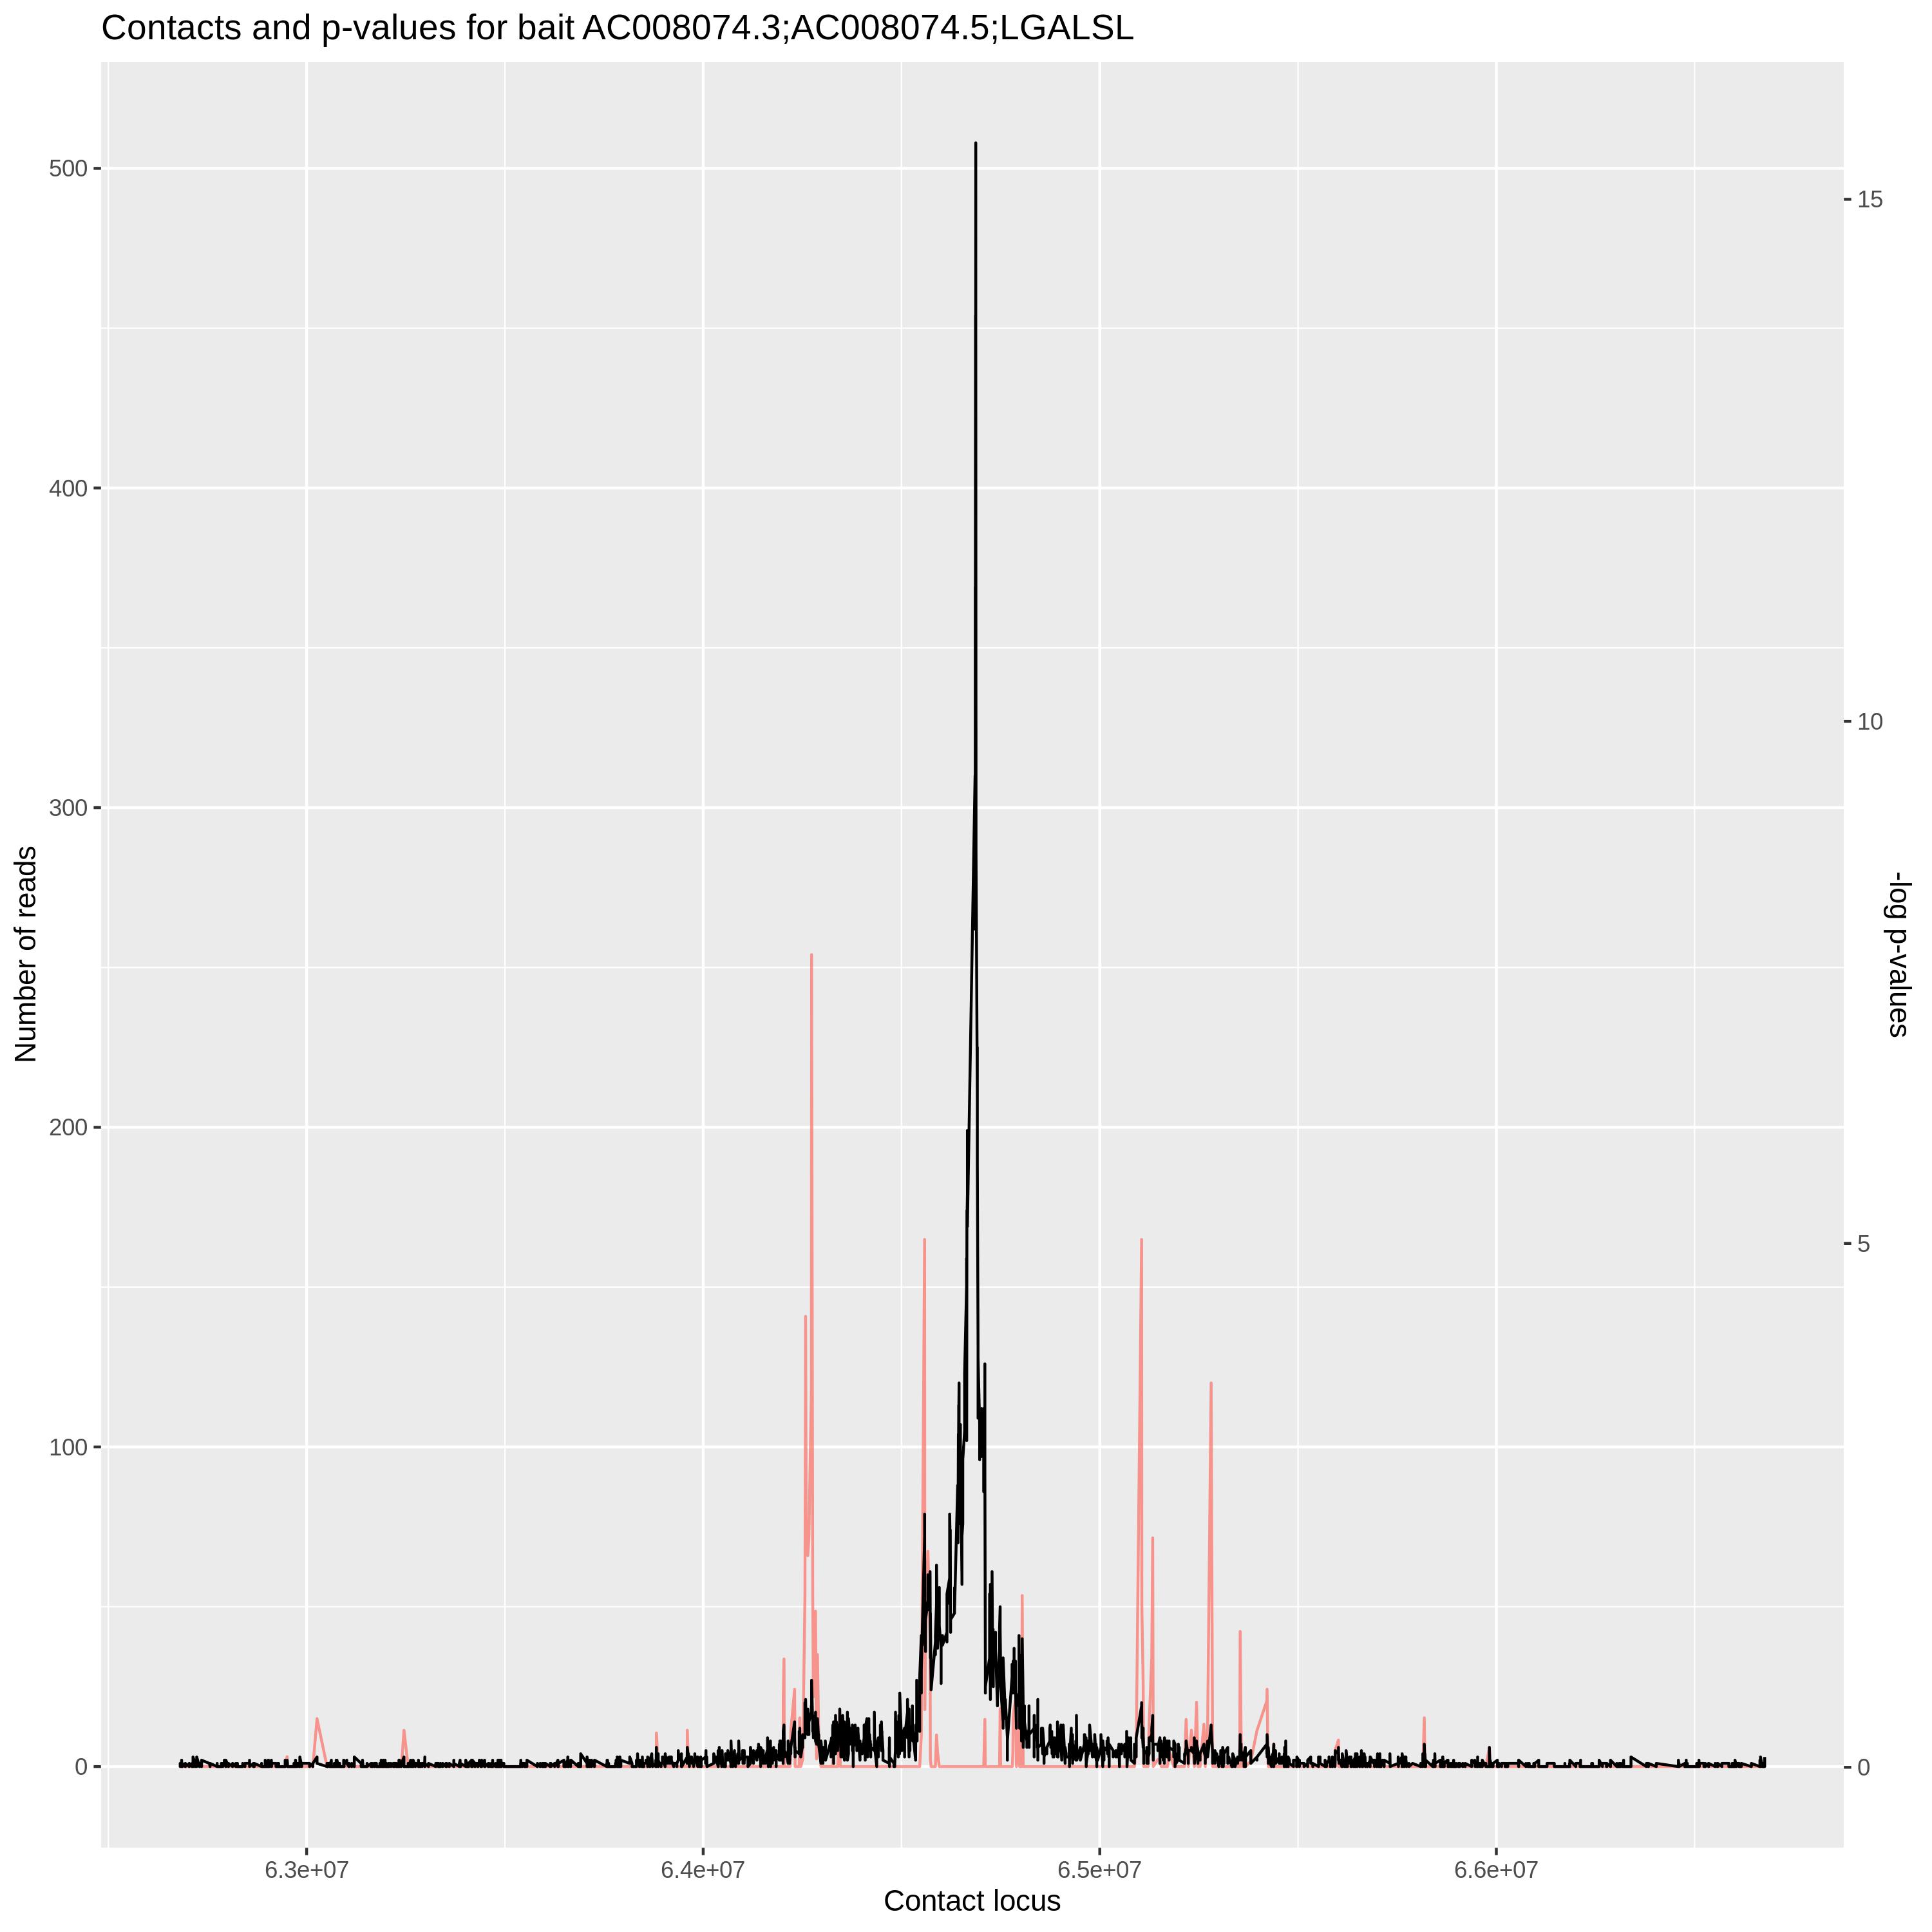 Contacts and p-values for bait AC008074.3;AC008074.5;LGALSL
500
400
300
200
100
0
Number of reads
15
10
5
0
-log p-values
6.3e+07 6.4e+07 6.5e+07 6.6e+07
Contact locus